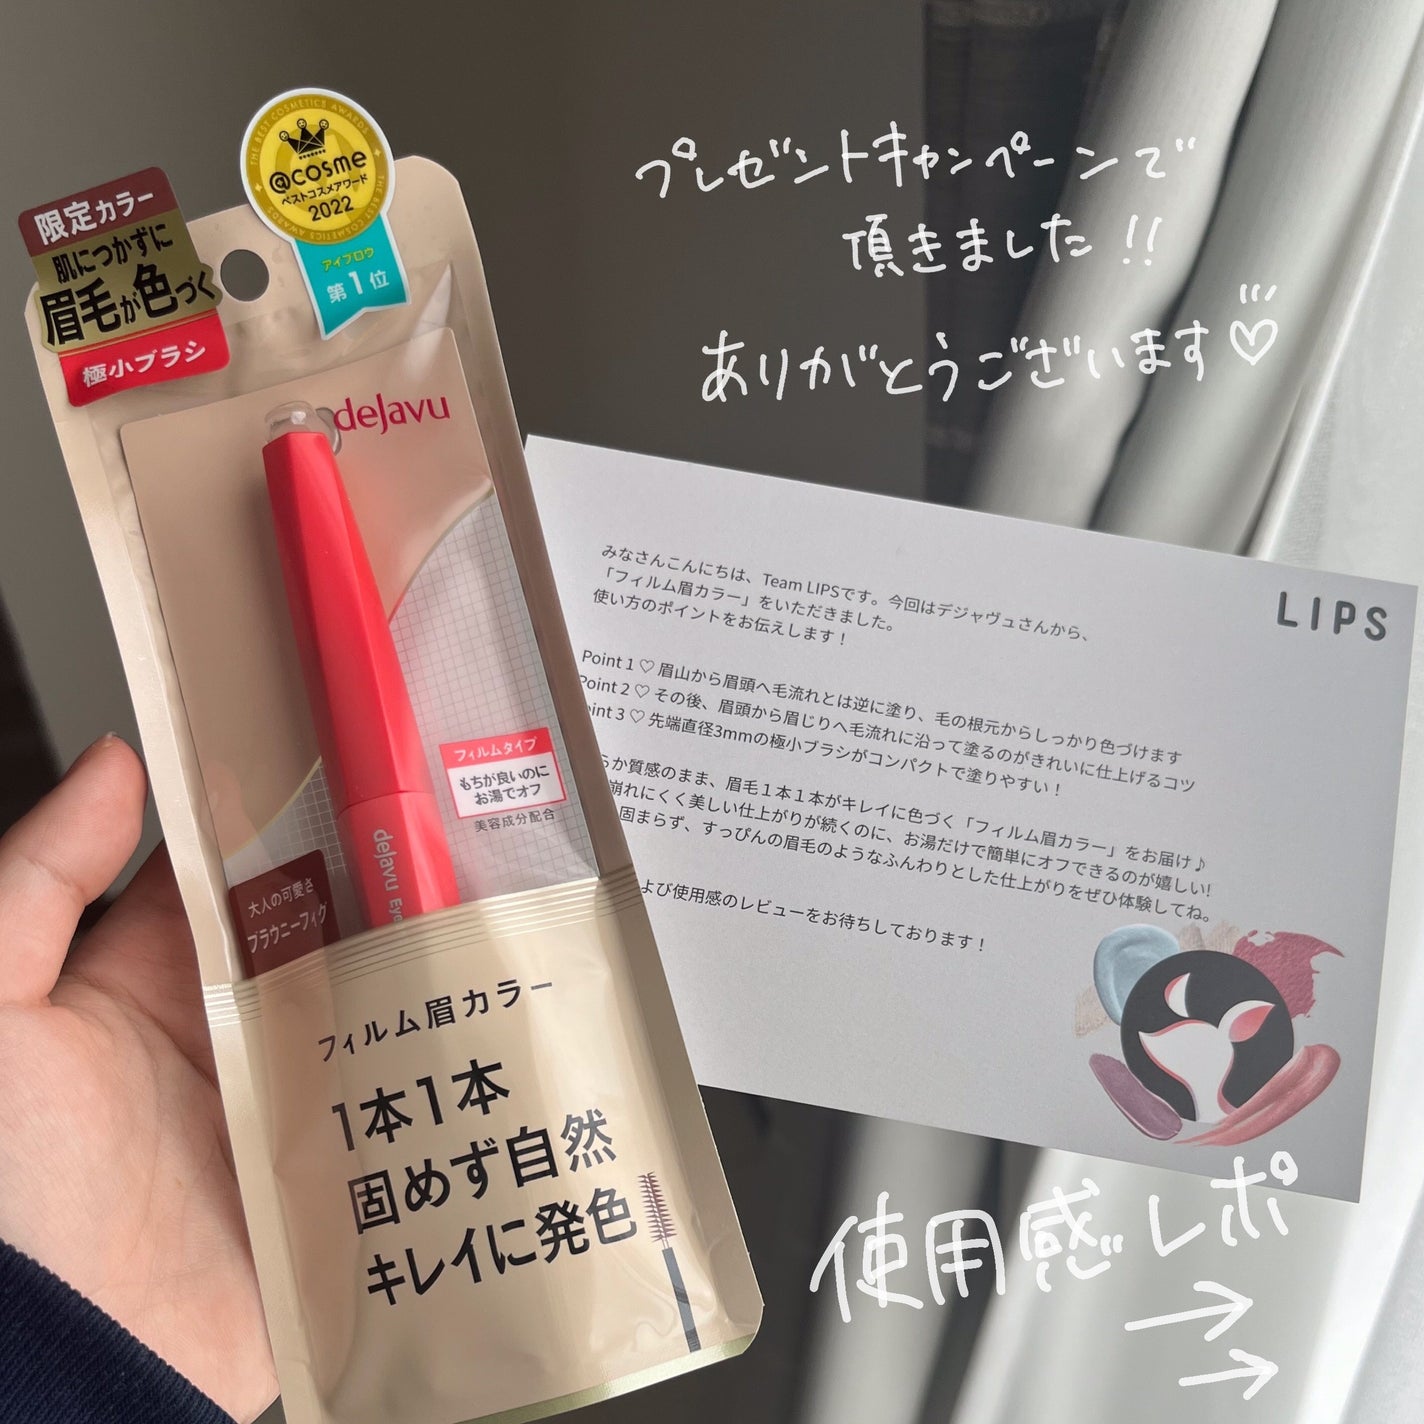 プレゼントキャンペーンで
頂きました!!
ありがとうございます♡
THE BEST COSMETICS AWARDS
@cosme
ベストコスメアワード
2022
THE BEST COSMETICS AWARDS
アイブロウ
第1位
限定カラー
肌につかずに
眉毛が色づく
極小ブラシ
dejavu
フィルムタイプ
もちが良いのに
お湯でオフ
美容成分配合
dejavu Eye
大人の可愛さ
ブラウニーフィグ
フィルム眉カラー
1本1本
固めず自然
キレイに発色
LIPS
みなさんこんにちは、Team LIPSです。今回はデジャヴュさんから、
「フィルム眉カラー」をいただきました。
使い方のポイントをお伝えします！
Point 1 ♡ 眉山から眉頭へ毛流れとは逆に塗り、毛の根元からしっかり色づけます
Point 2 ♡ その後、眉頭から眉じりへ毛流れに沿って塗るのがきれいに仕上げるコツ
int 3 ♡ 先端直径3mmの極小ブラシがコンパクトで塗りやすい！
らか質感のまま、眉毛１本１本がキレイに色づく「フィルム眉カラー」をお届け♪
崩れにくく美しい仕上がりが続くのに、お湯だけで簡単にオフできるのが嬉しい!
固まらず、すっぴんの眉毛のようなふんわりとした仕上がりをぜひ体験してね。
よび使用感のレビューをお待ちしております！
使用感レポ
→
→